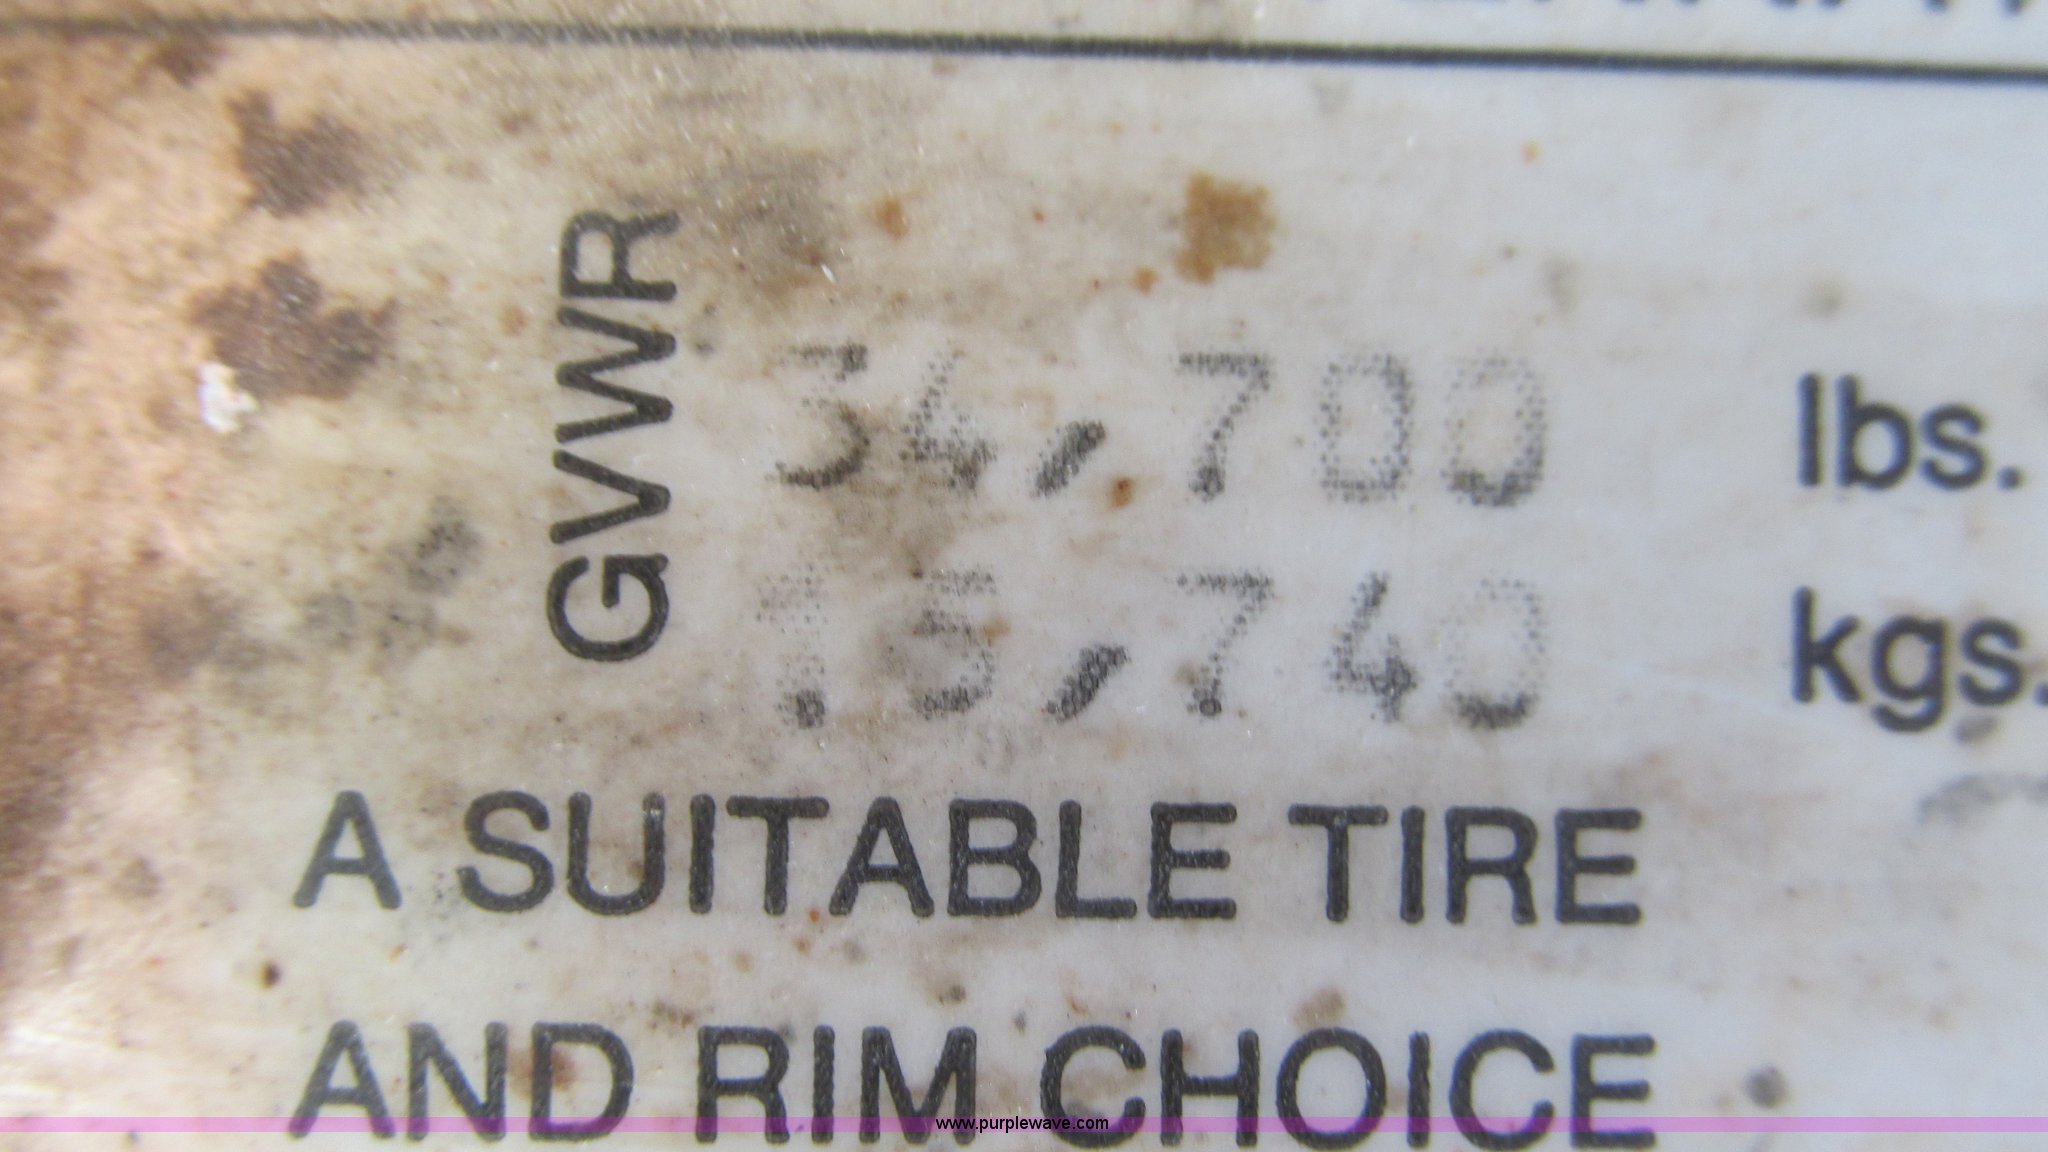 GVWR
34,700 lbs.
15,740 kgs.
A SUITABLE TIRE
AND RIM CHOICE
www.purplewave.com